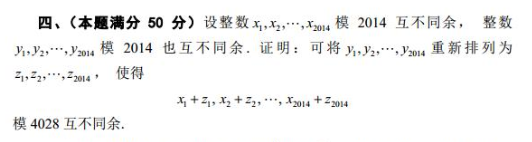 四、(本题满分 50 分) 设整数 x₁,x₂,⋯,x₂₀₁₄ 模 2014 互不同余, 整数
y₁,y₂,⋯,y₂₀₁₄ 模 2014 也互不同余. 证明: 可将 y₁,y₂,⋯,y₂₀₁₄ 重新排列为
z₁,z₂,⋯,z₂₀₁₄, 使得
x₁+z₁, x₂+z₂,⋯, x₂₀₁₄+z₂₀₁₄
模 4028 互不同余.